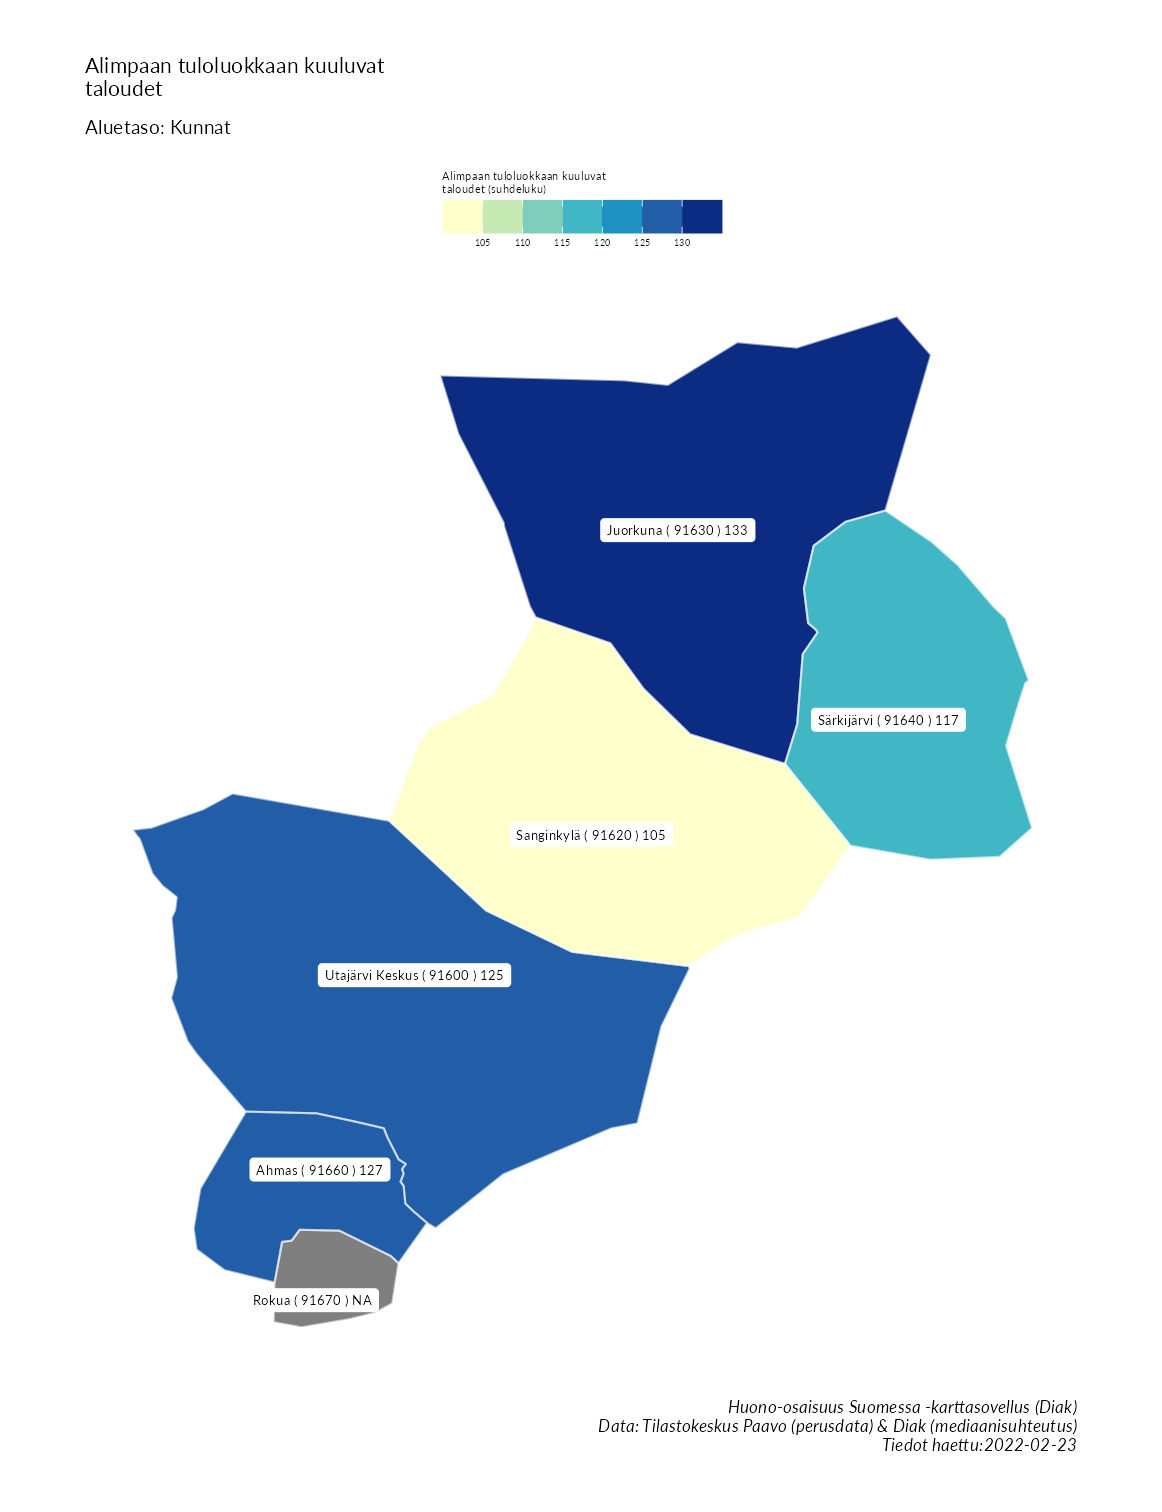 Alimpaan tuloluokkaan kuuluvat
taloudet
Aluetaso: Kunnat
Alimpaan tuloluokkaan kuuluvat
taloudet (suhdeluku)
105 110 115 120 125 130
Juorkuna ( 91630 ) 133
Särkijärvi ( 91640 ) 117
Sanginkylä ( 91620 ) 105
Utajärvi Keskus ( 91600 ) 125
Ahmas ( 91660 ) 127
Rokua ( 91670 ) NA
Huono-osaisuus Suomessa -karttasovellus (Diak)
Data: Tilastokeskus Paavo (perusdata) & Diak (mediaanisuhteutus)
Tiedot haettu:2022-02-23